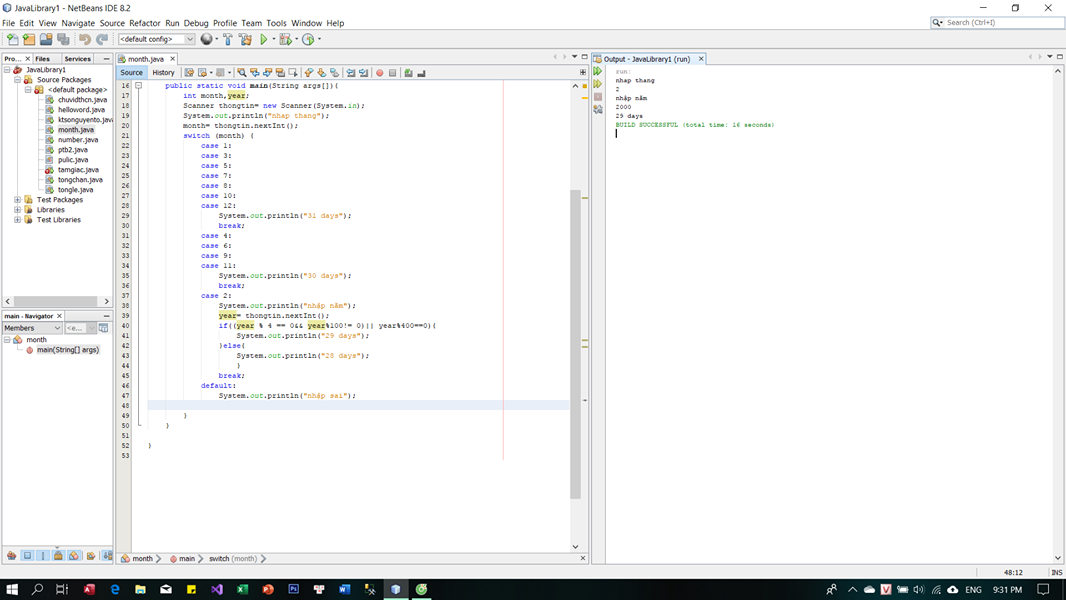 JavaLibrary1 - NetBeans IDE 8.2
File Edit View Navigate Source Refactor Run Debug Profile Team Tools Window Help
Search (Ctrl+I)
<default config>
Pro... Files Services
JavaLibrary1
Source Packages
<default package>
chuvidthcn.java
helloword.java
ktsonguyento.java
month.java
number.java
ptb2.java
pulic.java
tamgiac.java
tongchan.java
tongle.java
Test Packages
Libraries
Test Libraries
main - Navigator
Members <e...
month
main(String[] args)
month.java
Source History
16 public static void main(String args[]){
17 int month,year;
18 Scanner thongtin= new Scanner(System.in);
19 System.out.println("nhap thang");
20 month= thongtin.nextInt();
21 switch (month) {
22 case 1:
23 case 3:
24 case 5:
25 case 7:
26 case 8:
27 case 10:
28 case 12:
29 System.out.println("31 days");
30 break;
31 case 4:
32 case 6:
33 case 9:
34 case 11:
35 System.out.println("30 days");
36 break;
37 case 2:
38 System.out.println("nhập năm");
39 year= thongtin.nextInt();
40 if((year % 4 == 0&& year%100!= 0)|| year%400==0){
41 System.out.println("29 days");
42 }else{
43 System.out.println("28 days");
44 }
45 break;
46 default:
47 System.out.println("nhập sai");
48
49 }
50 }
51
52 }
53
month main switch (month)
Output - JavaLibrary1 (run)
run:
nhap thang
2
nhập năm
2000
29 days
BUILD SUCCESSFUL (total time: 16 seconds)
48:12 INS
ENG 9:31 PM